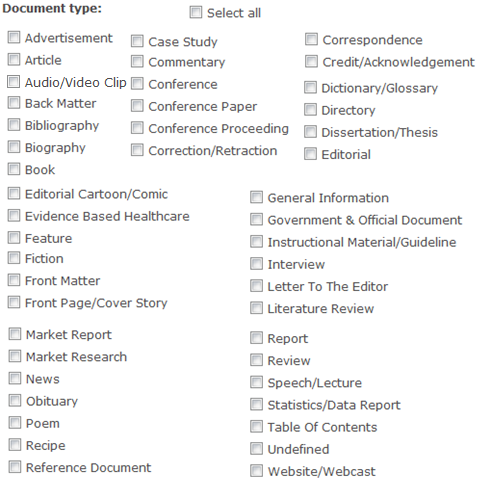 Document type:
Select all
Advertisement
Article
Audio/Video Clip
Back Matter
Bibliography
Biography
Book
Case Study
Commentary
Conference
Conference Paper
Conference Proceeding
Correction/Retraction
Correspondence
Credit/Acknowledgement
Dictionary/Glossary
Directory
Dissertation/Thesis
Editorial
Editorial Cartoon/Comic
Evidence Based Healthcare
Feature
Fiction
Front Matter
Front Page/Cover Story
General Information
Government & Official Document
Instructional Material/Guideline
Interview
Letter To The Editor
Literature Review
Market Report
Market Research
News
Obituary
Poem
Recipe
Reference Document
Report
Review
Speech/Lecture
Statistics/Data Report
Table Of Contents
Undefined
Website/Webcast